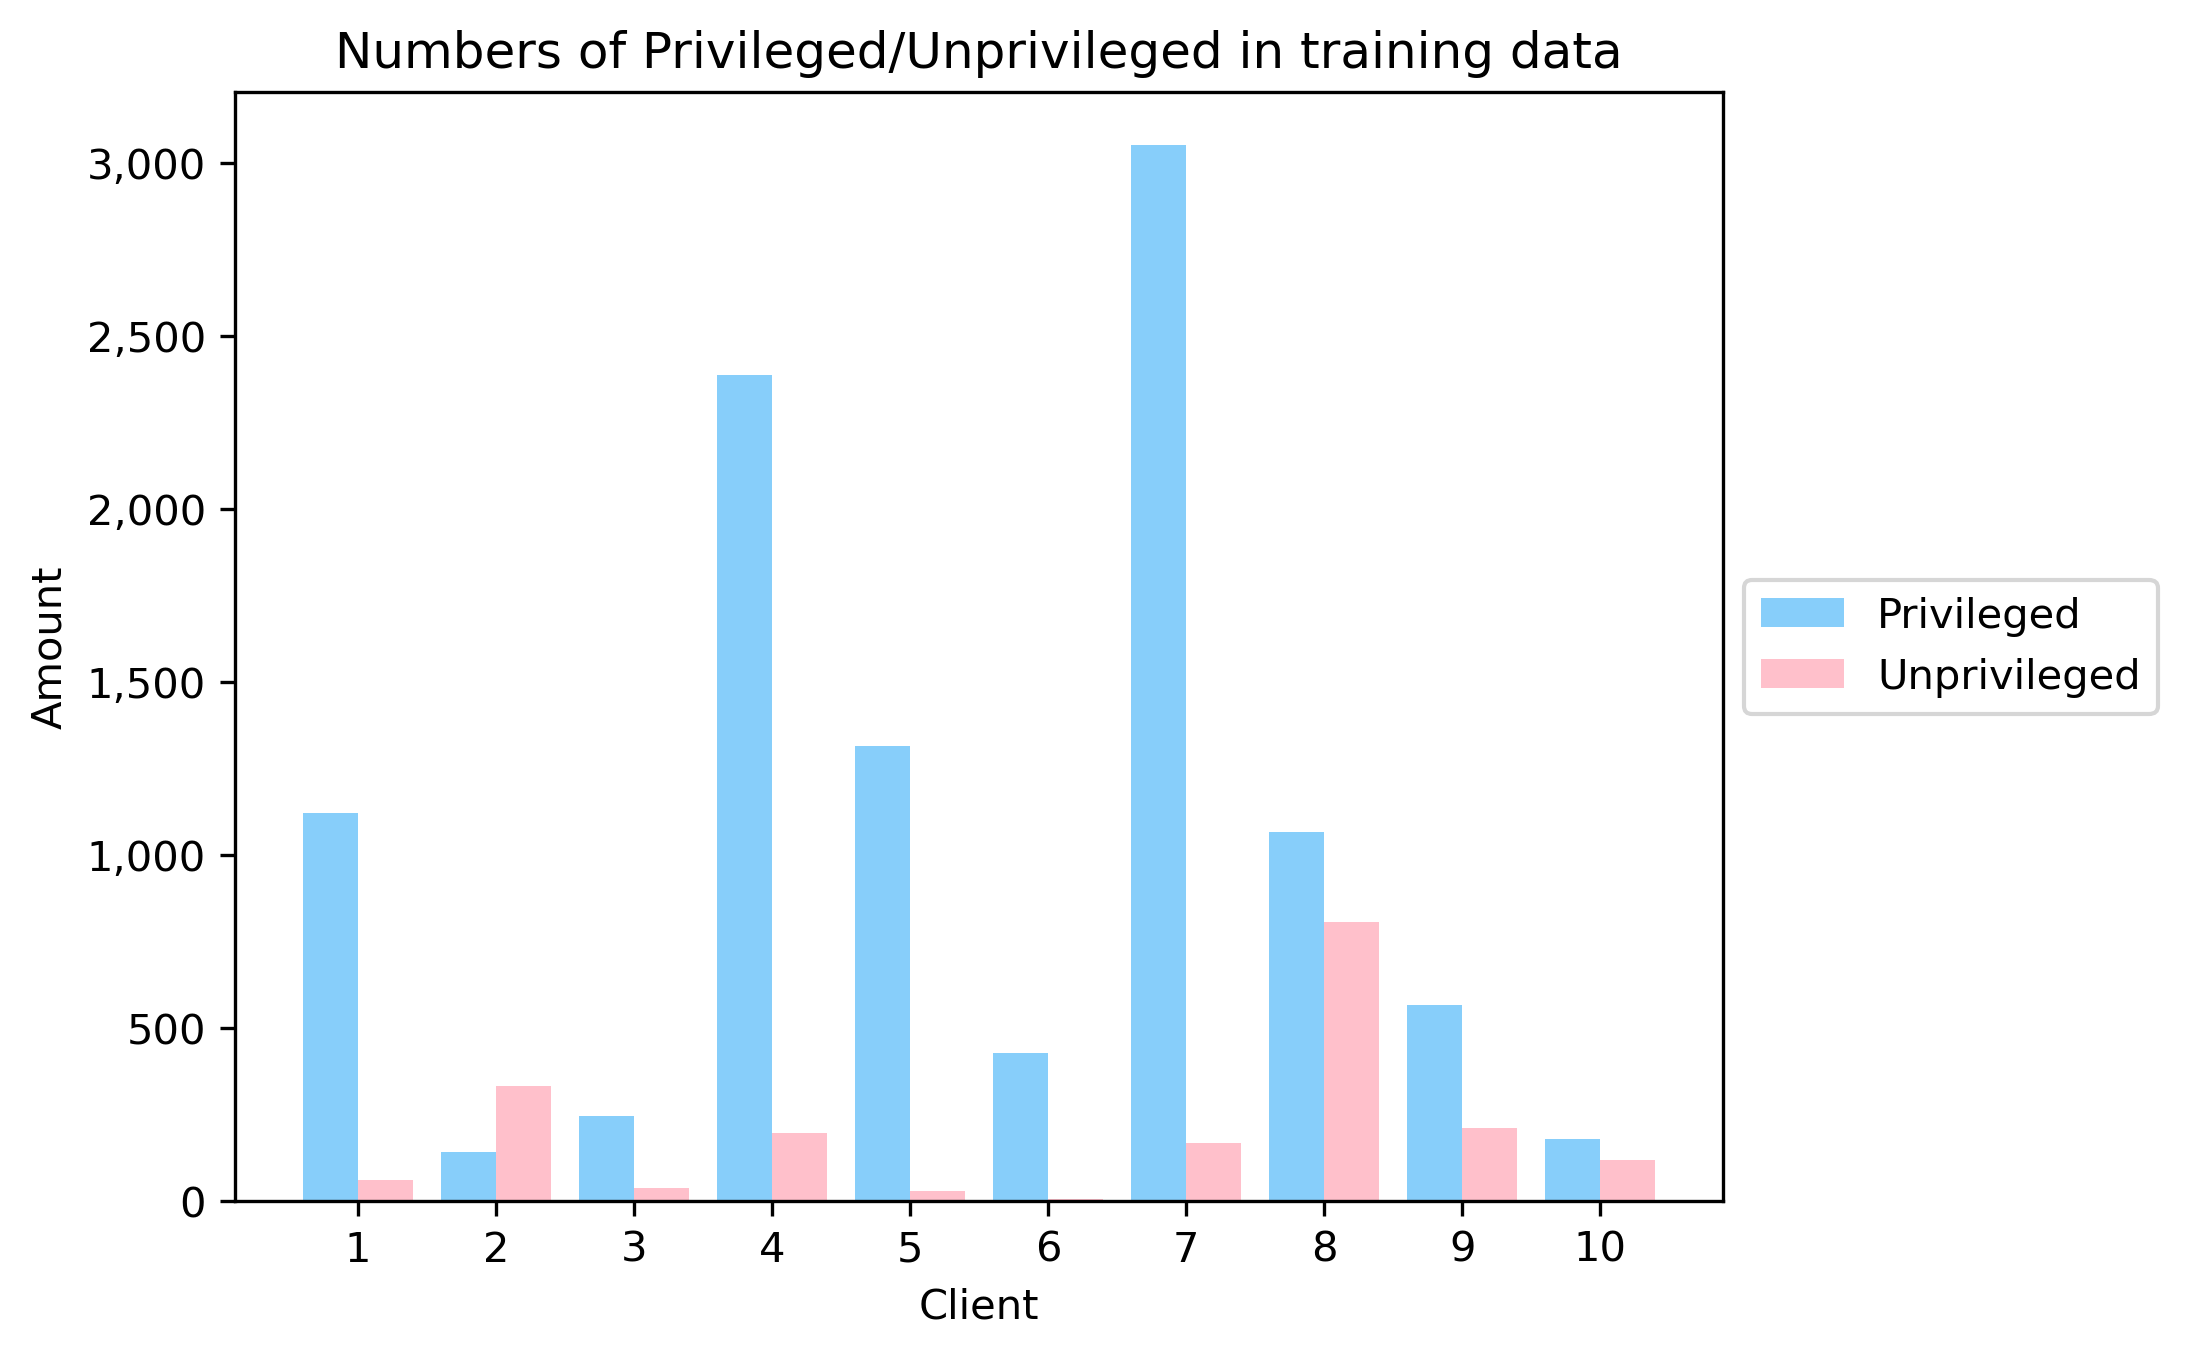 Numbers of Privileged/Unprivileged in training data
3,000
2,500
2,000
1,500
1,000
500
0
Amount
1 2 3 4 5 6 7 8 9 10
Client
Privileged
Unprivileged